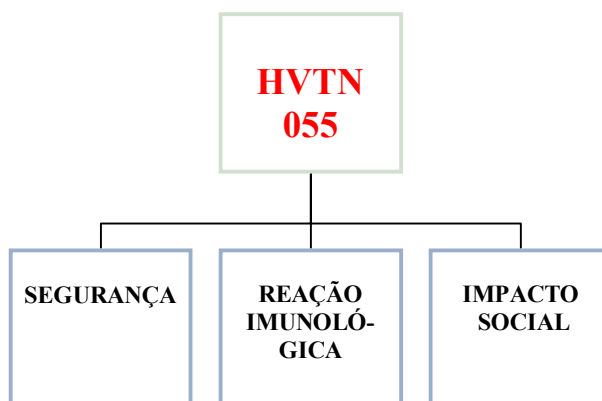 HVTN
055
SEGURANÇA
REAÇÃO
IMUNOLÓ-
GICA
IMPACTO
SOCIAL